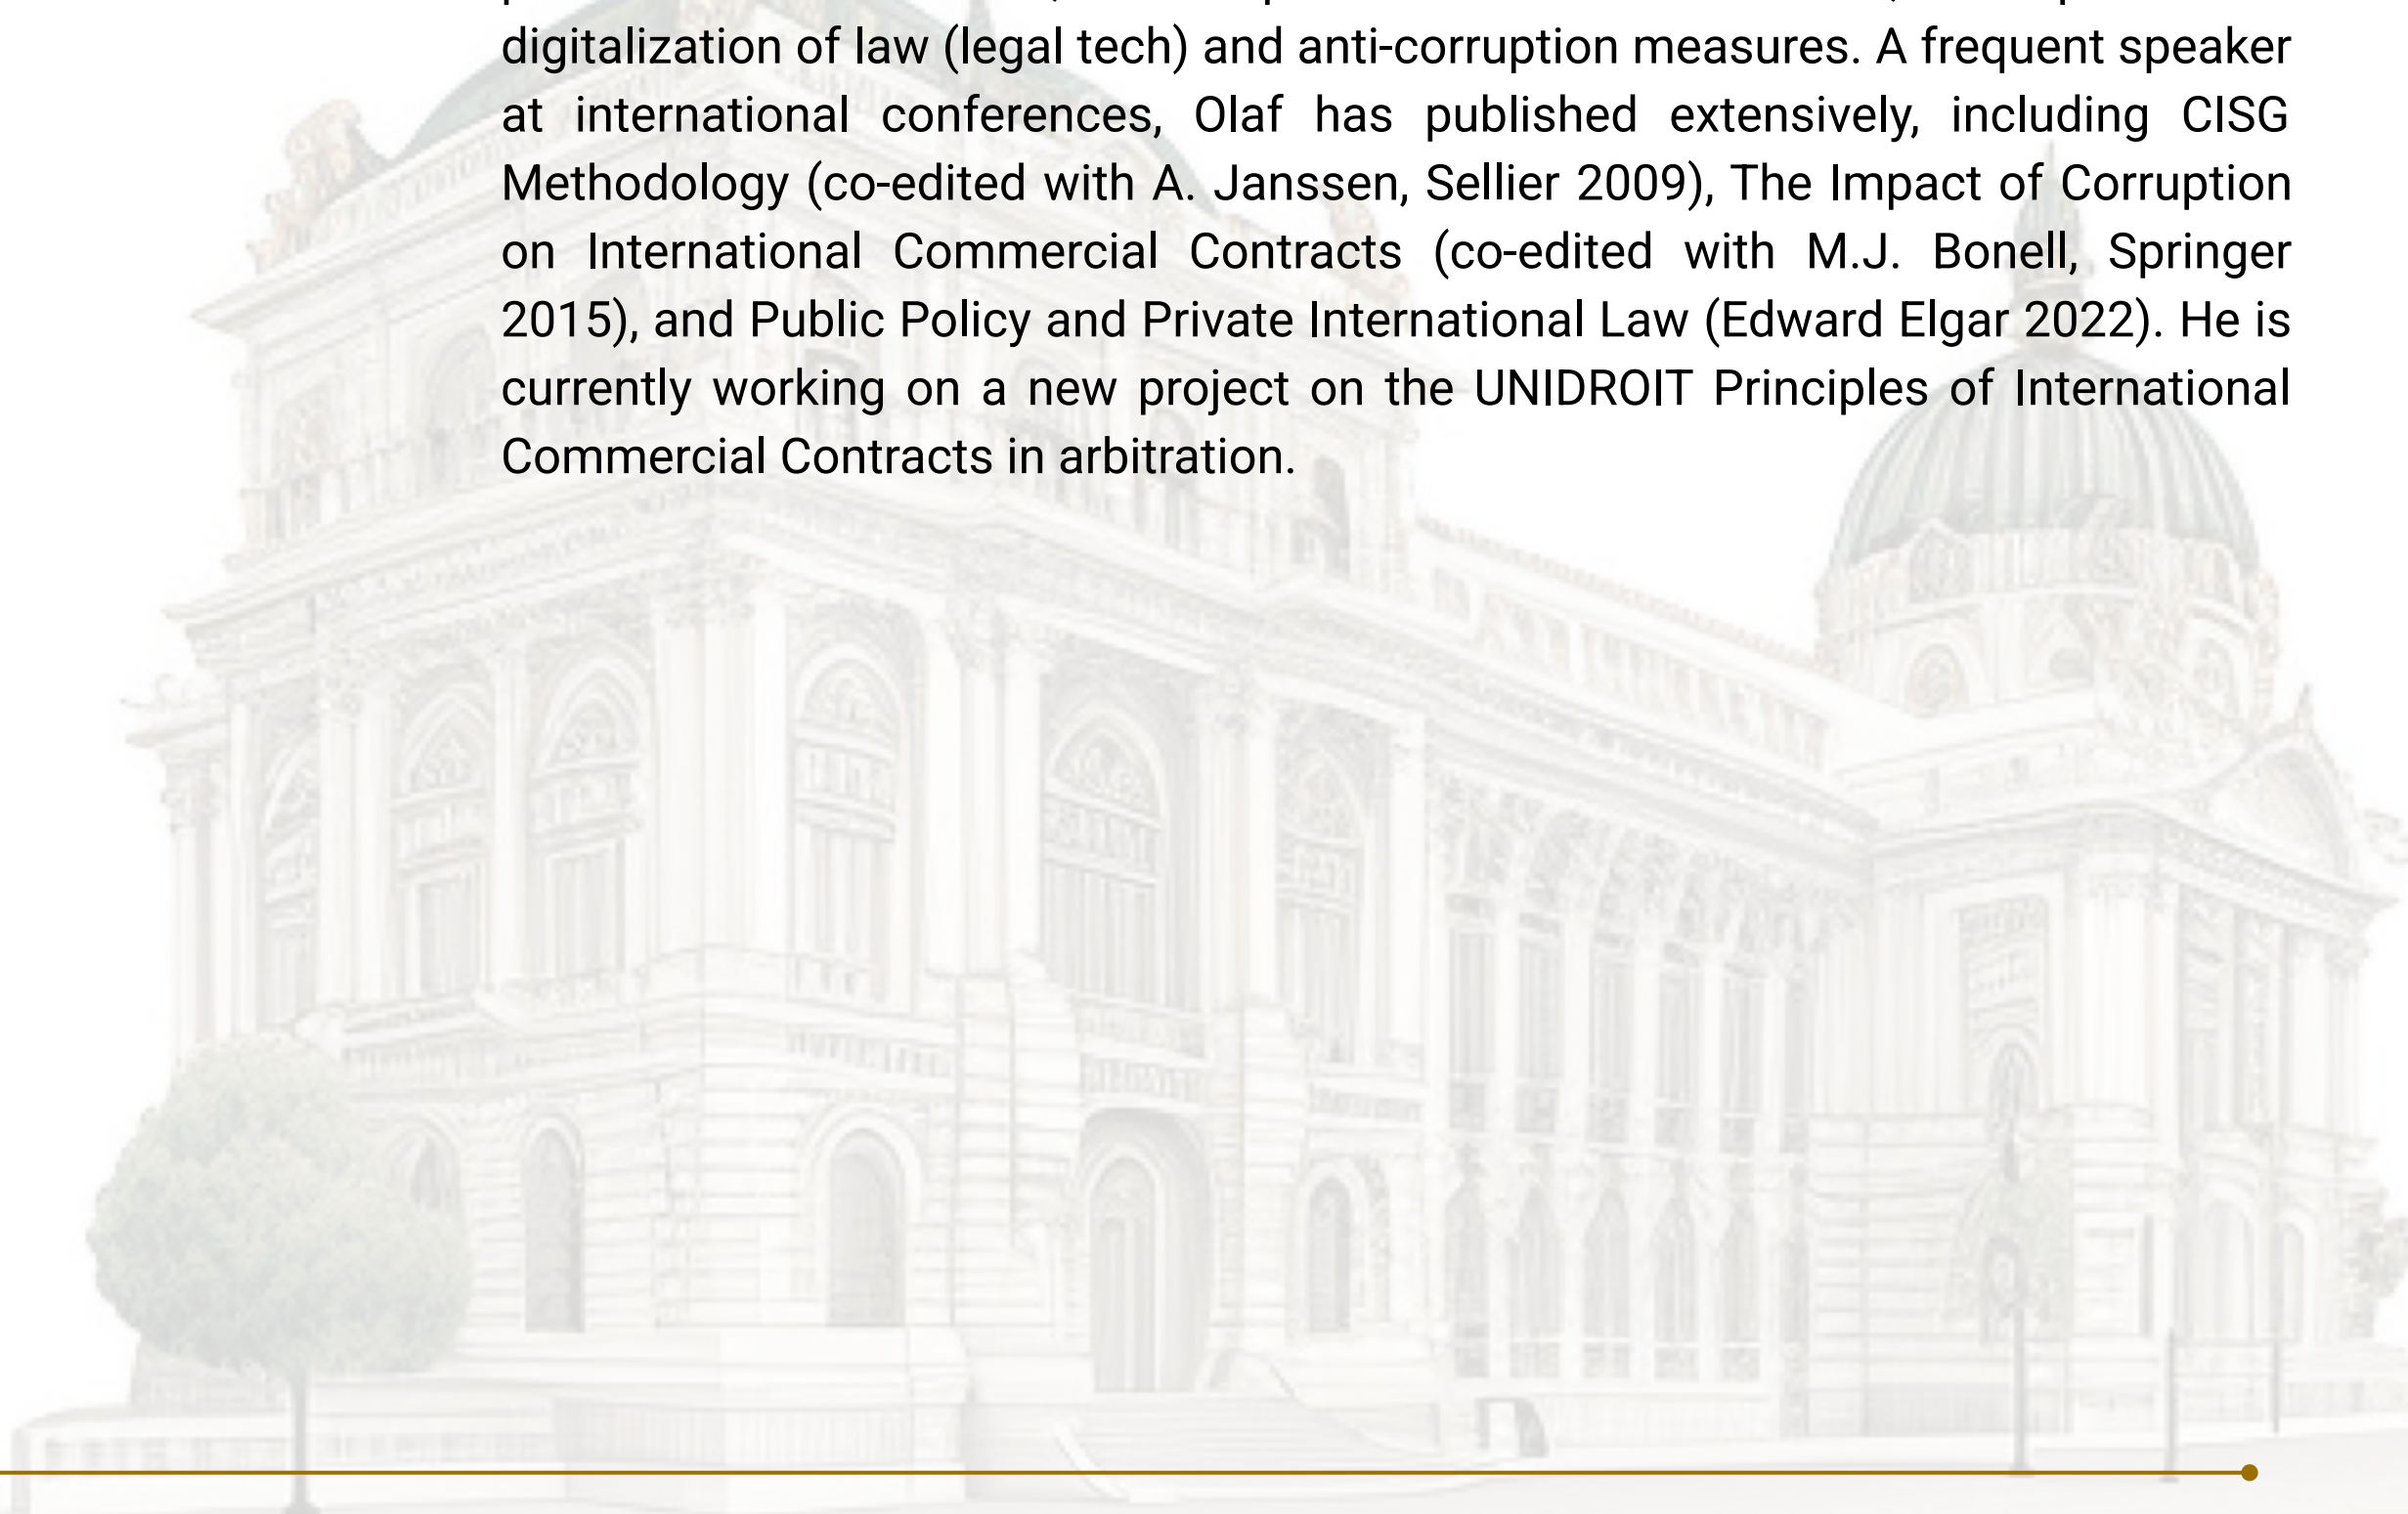 digitalization of law (legal tech) and anti-corruption measures. A frequent speaker
at international conferences, Olaf has published extensively, including CISG
Methodology (co-edited with A. Janssen, Sellier 2009), The Impact of Corruption
on International Commercial Contracts (co-edited with M.J. Bonell, Springer
2015), and Public Policy and Private International Law (Edward Elgar 2022). He is
currently working on a new project on the UNIDROIT Principles of International
Commercial Contracts in arbitration.